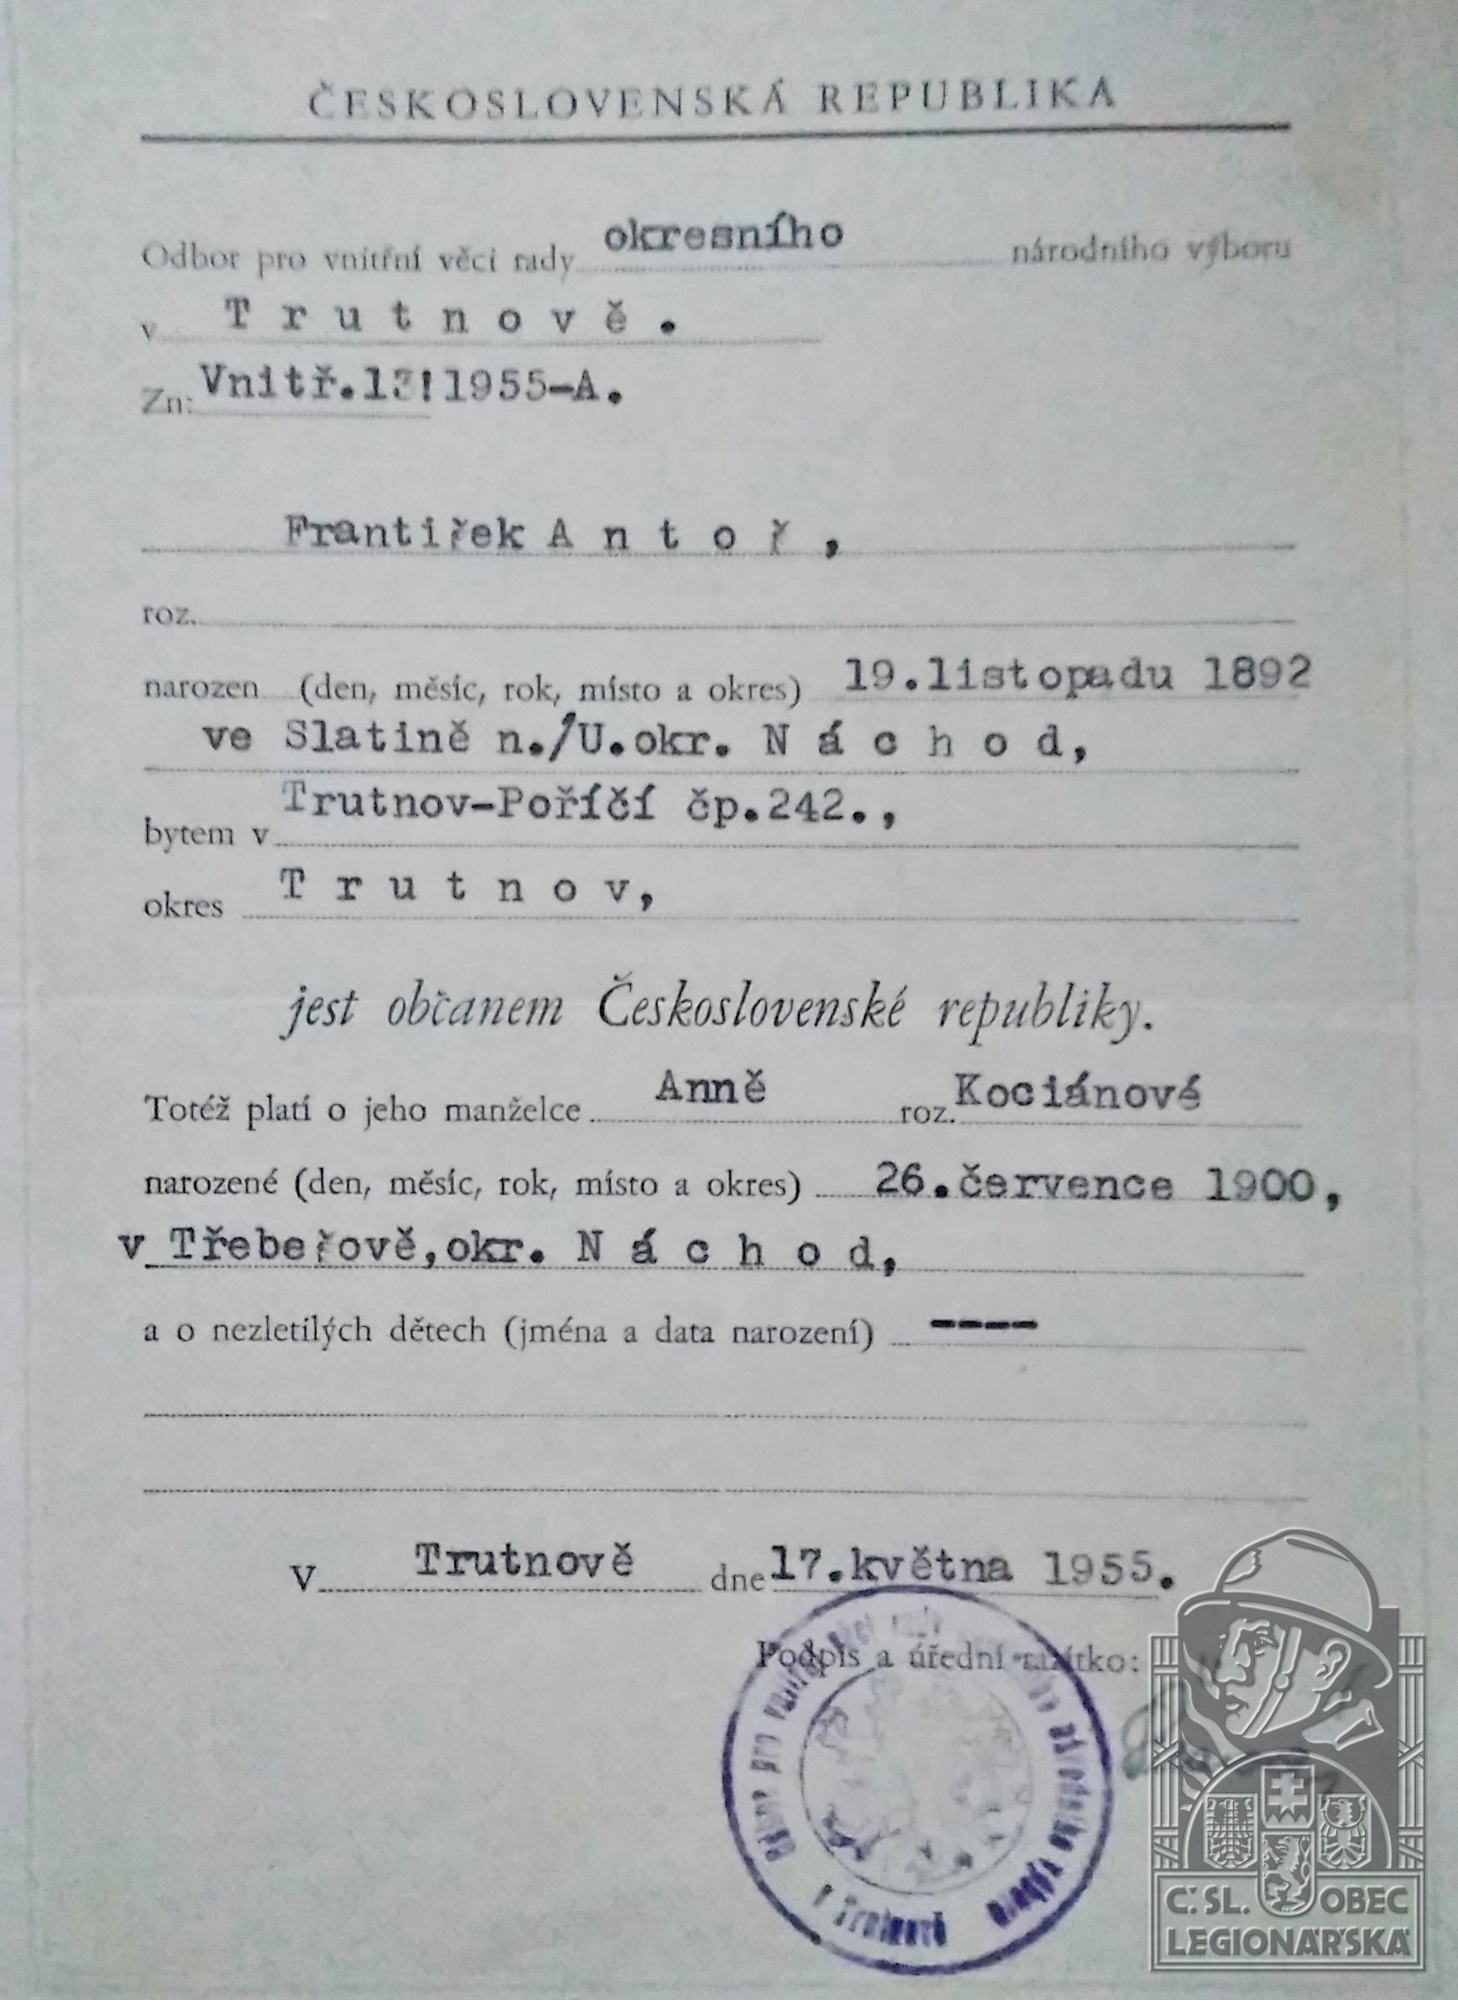 ČESKOSLOVENSKÁ REPUBLIKA
Odbor pro vnitřní věci rady okresního národního výboru
v Trutnově.
Zn: Vnitř.13!1955-A.
František Antoš,
roz.
narozen (den, měsíc, rok, místo a okres) 19.listopadu 1892
ve Slatině n./U.okr. Náchod,
bytem v Trutnov-Poříčí čp.242.,
okres Trutnov,
jest občanem Československé republiky.
Totéž platí o jeho manželce Anně roz. Kociánové
narozené (den, měsíc, rok, místo a okres) 26.července 1900,
v Třebešově,okr. Náchod,
a o nezletilých dětech (jména a data narození) ----
V Trutnově dne 17.května 1955.
Podpis a úřední razítko:
národního výboru
v Trutnově
Č. SL. OBEC
LEGIONÁŘSKÁ